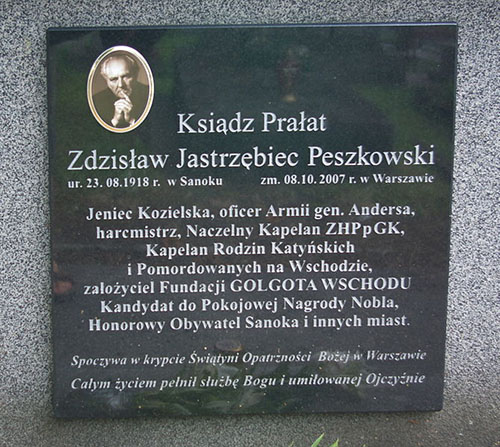 Ksiądz Prałat
Zdzisław Jastrzębiec Peszkowski
ur. 23. 08.1918 r. w Sanoku zm. 08.10. 2007 r. w Warszawie
Jeniec Kozielska, oficer Armii gen. Andersa,
harcmistrz, Naczelny Kapelan ZHPpGK,
Kapelan Rodzin Katyńskich
i Pomordowanych na Wschodzie,
założyciel Fundacji GOLGOTA WSCHODU
Kandydat do Pokojowej Nagrody Nobla,
Honorowy Obywatel Sanoka i innych miast.
Spoczywa w krypcie Świątyni Opatrzności Bożej w Warszawie
Całym życiem pełnił służbę Bogu i umiłowanej Ojczyźnie